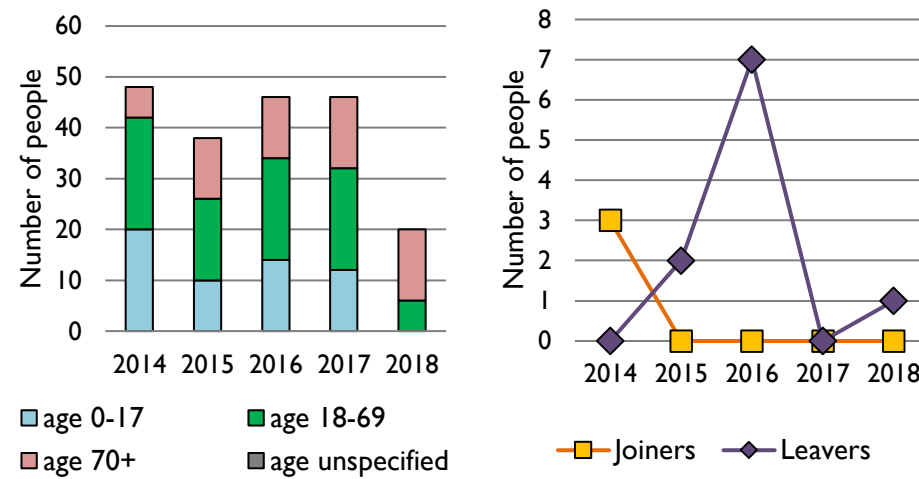 Number of people
60
50
40
30
20
10
0
2014 2015 2016 2017 2018
age 0-17 age 18-69
age 70+ age unspecified
Number of people
8
7
6
5
4
3
2
1
0
2014 2015 2016 2017 2018
Joiners Leavers